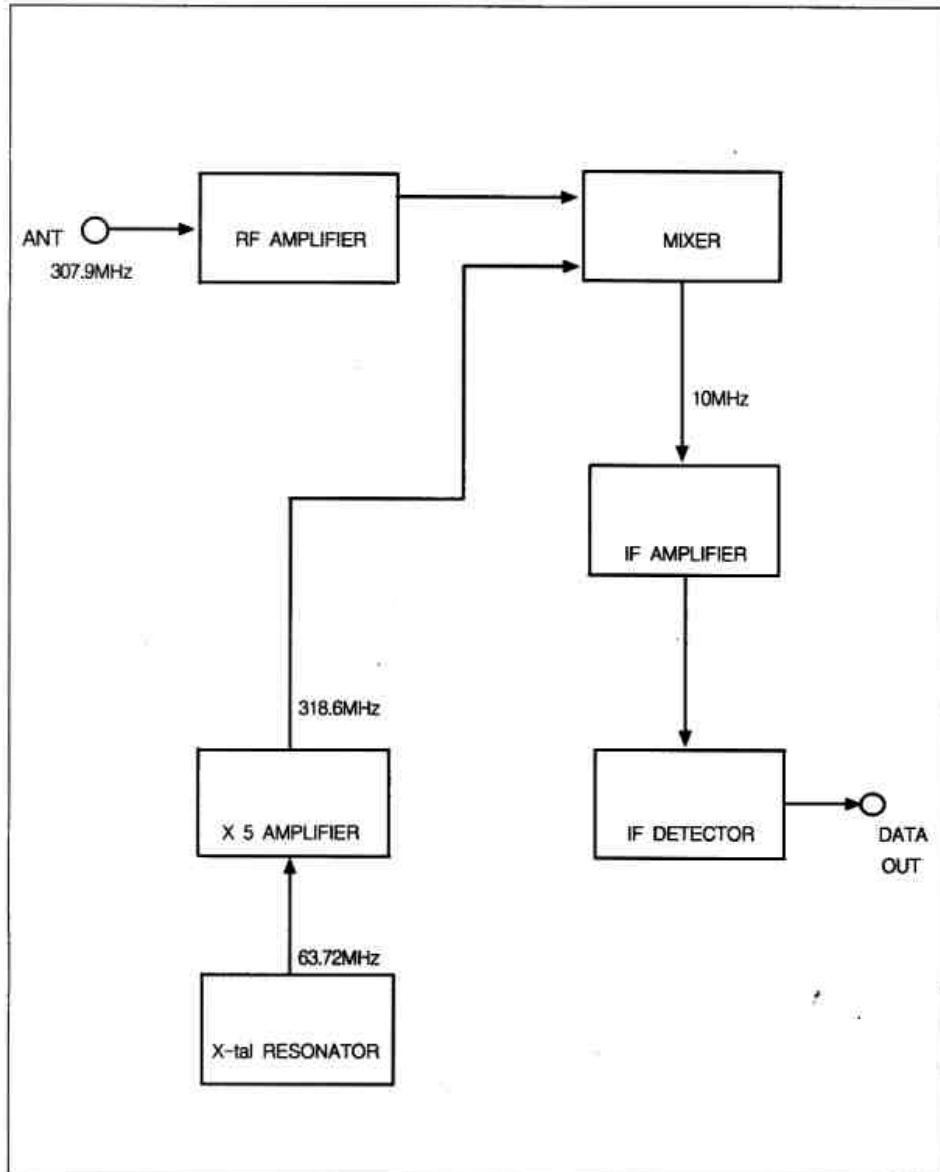 RF AMPLIFIER
MIXER
ANT
307.9MHz
10MHz
IF AMPLIFIER
318.6MHz
X 5 AMPLIFIER
IF DETECTOR
DATA
OUT
63.72MHz
X-tal RESONATOR